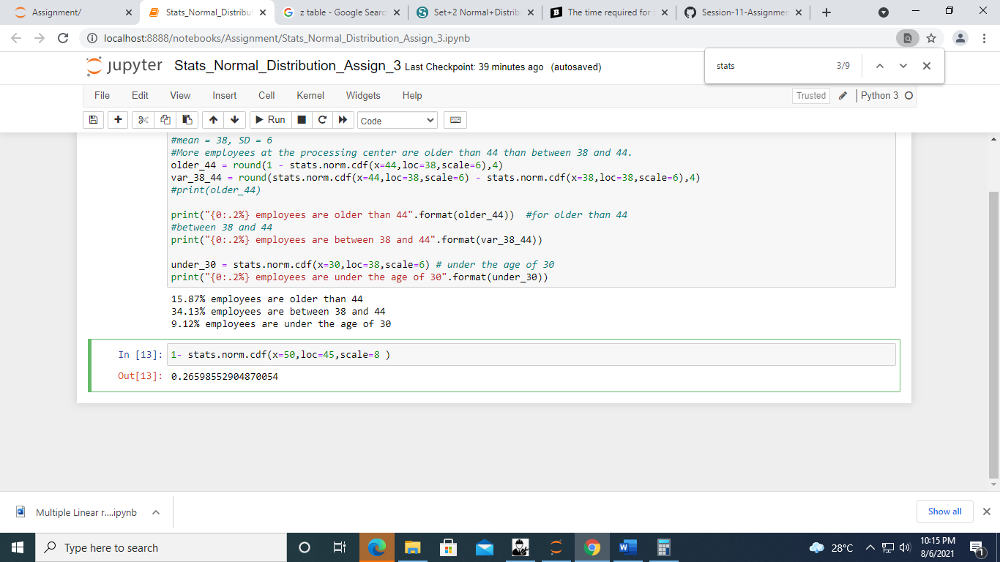 Assignment/
Stats_Normal_Distribut
z table - Google Searc
Set+2 Normal+Distrib
The time required for s
Session-11-Assignmen
localhost:8888/notebooks/Assignment/Stats_Normal_Distribution_Assign_3.ipynb
stats 3/9
jupyter Stats_Normal_Distribution_Assign_3 Last Checkpoint: 39 minutes ago (autosaved)
File Edit View Insert Cell Kernel Widgets Help
Trusted Python 3
Run Code
#mean = 38, SD = 6
#More employees at the processing center are older than 44 than between 38 and 44.
older_44 = round(1 - stats.norm.cdf(x=44,loc=38,scale=6),4)
var_38_44 = round(stats.norm.cdf(x=44,loc=38,scale=6) - stats.norm.cdf(x=38,loc=38,scale=6),4)
#print(older_44)
print("{0:.2%} employees are older than 44".format(older_44))  #for older than 44
#between 38 and 44
print("{0:.2%} employees are between 38 and 44".format(var_38_44))
under_30 = stats.norm.cdf(x=30,loc=38,scale=6) # under the age of 30
print("{0:.2%} employees are under the age of 30".format(under_30))
15.87% employees are older than 44
34.13% employees are between 38 and 44
9.12% employees are under the age of 30
In [13]: 1- stats.norm.cdf(x=50,loc=45,scale=8 )
Out[13]: 0.26598552904870054
Multiple Linear r....ipynb
Show all
Type here to search
28°C
10:15 PM
8/6/2021
1